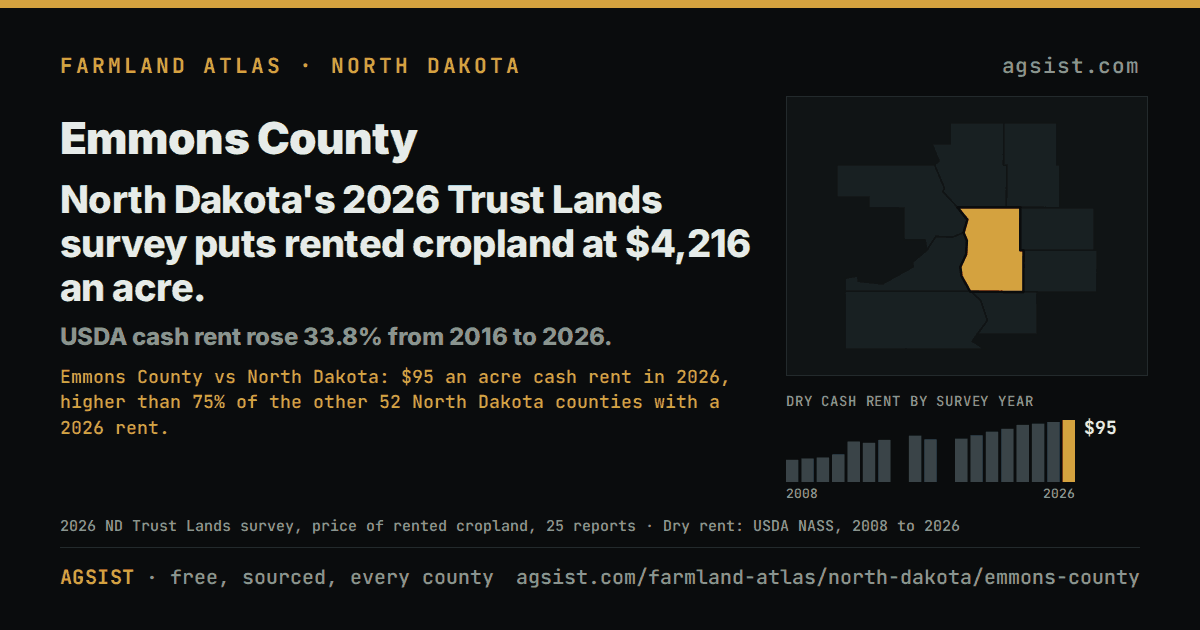 FARMLAND ATLAS · NORTH DAKOTA
agsist.com
Emmons County
North Dakota's 2026 Trust Lands
survey puts rented cropland at $4,216
an acre.
USDA cash rent rose 33.8% from 2016 to 2026.
Emmons County vs North Dakota: $95 an acre cash rent in 2026,
higher than 75% of the other 52 North Dakota counties with a
2026 rent.
DRY CASH RENT BY SURVEY YEAR
$95
2008 2026
2026 ND Trust Lands survey, price of rented cropland, 25 reports · Dry rent: USDA NASS, 2008 to 2026
AGSIST · free, sourced, every county agsist.com/farmland-atlas/north-dakota/emmons-county